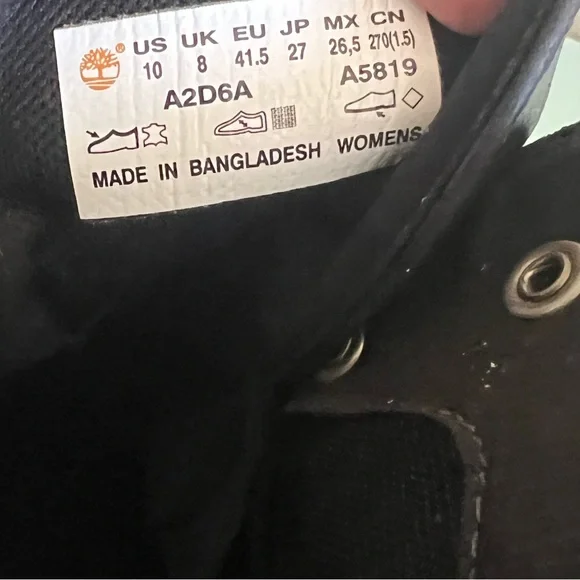 US UK EU JP MX CN
10 8 41.5 27 26,5 270(1.5)
A2D6A A5819
MADE IN BANGLADESH WOMENS